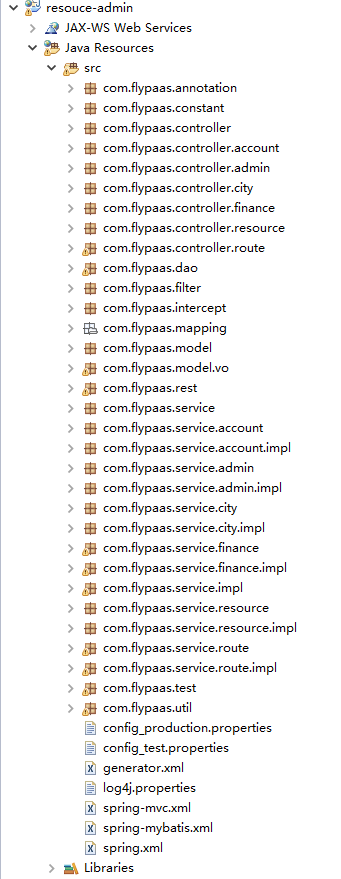 resouce-admin
JAX-WS Web Services
Java Resources
src
com.flypaas.annotation
com.flypaas.constant
com.flypaas.controller
com.flypaas.controller.account
com.flypaas.controller.admin
com.flypaas.controller.city
com.flypaas.controller.finance
com.flypaas.controller.resource
com.flypaas.controller.route
com.flypaas.dao
com.flypaas.filter
com.flypaas.intercept
com.flypaas.mapping
com.flypaas.model
com.flypaas.model.vo
com.flypaas.rest
com.flypaas.service
com.flypaas.service.account
com.flypaas.service.account.impl
com.flypaas.service.admin
com.flypaas.service.admin.impl
com.flypaas.service.city
com.flypaas.service.city.impl
com.flypaas.service.finance
com.flypaas.service.finance.impl
com.flypaas.service.impl
com.flypaas.service.resource
com.flypaas.service.resource.impl
com.flypaas.service.route
com.flypaas.service.route.impl
com.flypaas.test
com.flypaas.util
config_production.properties
config_test.properties
generator.xml
log4j.properties
spring-mvc.xml
spring-mybatis.xml
spring.xml
Libraries